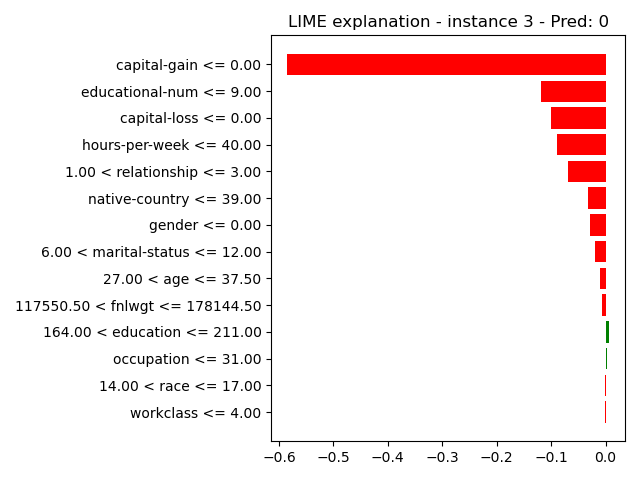 LIME explanation - instance 3 - Pred: 0
capital-gain <= 0.00
educational-num <= 9.00
capital-loss <= 0.00
hours-per-week <= 40.00
1.00 < relationship <= 3.00
native-country <= 39.00
gender <= 0.00
6.00 < marital-status <= 12.00
27.00 < age <= 37.50
117550.50 < fnlwgt <= 178144.50
164.00 < education <= 211.00
occupation <= 31.00
14.00 < race <= 17.00
workclass <= 4.00
−0.6 −0.5 −0.4 −0.3 −0.2 −0.1 0.0